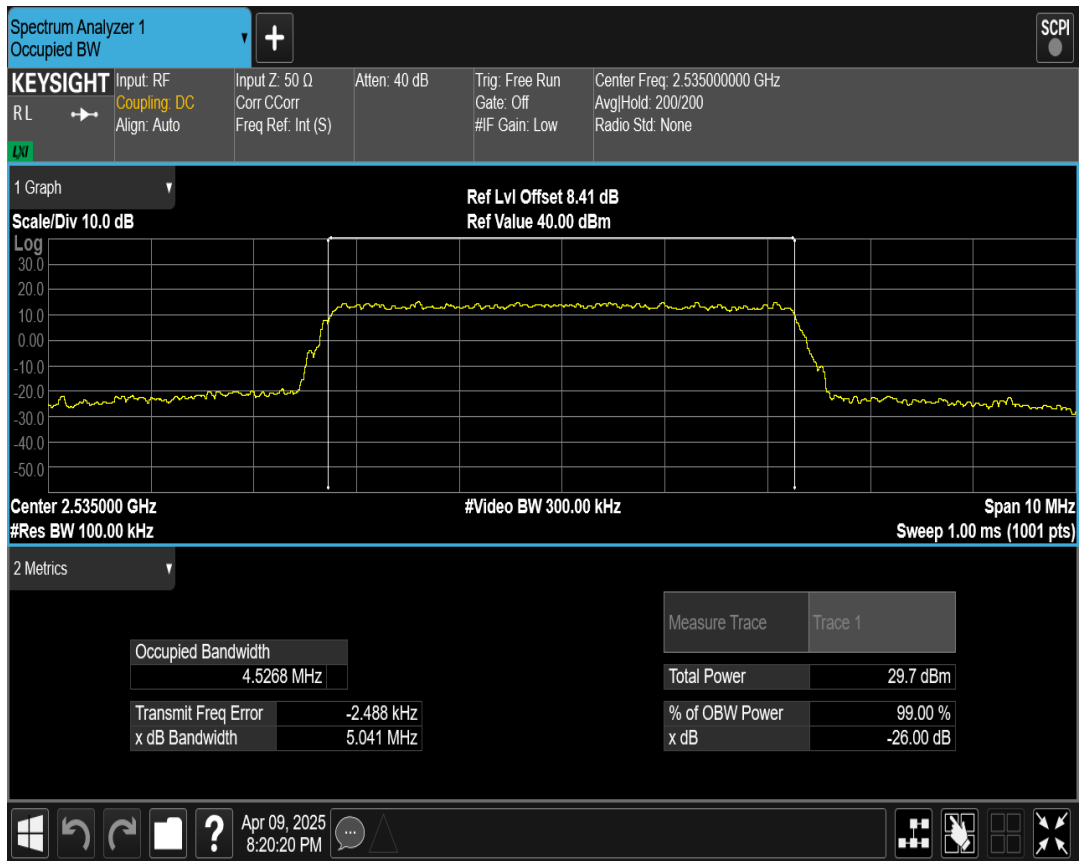 Spectrum Analyzer 1
Occupied BW
+
SCPI
KEYSIGHT
RL
LXI
Input: RF
Coupling: DC
Align: Auto
Input Z: 50 Ω
Corr CCorr
Freq Ref: Int (S)
Atten: 40 dB
Trig: Free Run
Gate: Off
#IF Gain: Low
Center Freq: 2.535000000 GHz
Avg|Hold: 200/200
Radio Std: None
1 Graph
Scale/Div 10.0 dB
Ref Lvl Offset 8.41 dB
Ref Value 40.00 dBm
Log
30.0
20.0
10.0
0.00
-10.0
-20.0
-30.0
-40.0
-50.0
Center 2.535000 GHz
#Video BW 300.00 kHz
Span 10 MHz
#Res BW 100.00 kHz
Sweep 1.00 ms (1001 pts)
2 Metrics
Measure Trace Trace 1
Occupied Bandwidth
4.5268 MHz
Total Power 29.7 dBm
Transmit Freq Error -2.488 kHz
% of OBW Power 99.00 %
x dB Bandwidth 5.041 MHz
x dB -26.00 dB
?
Apr 09, 2025
8:20:20 PM